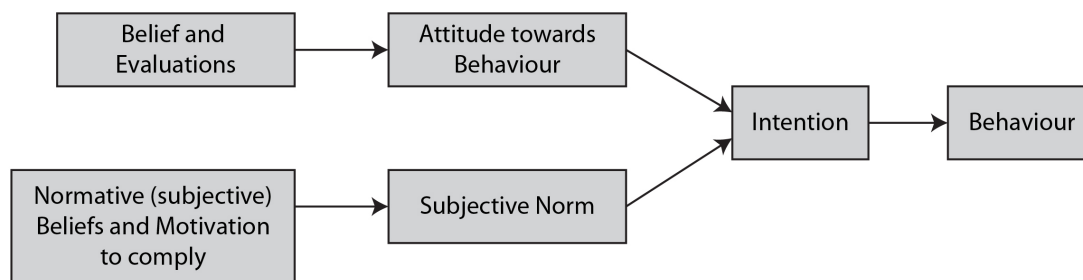 Belief and
Evaluations
Attitude towards
Behaviour
Intention
Behaviour
Normative (subjective)
Beliefs and Motivation
to comply
Subjective Norm